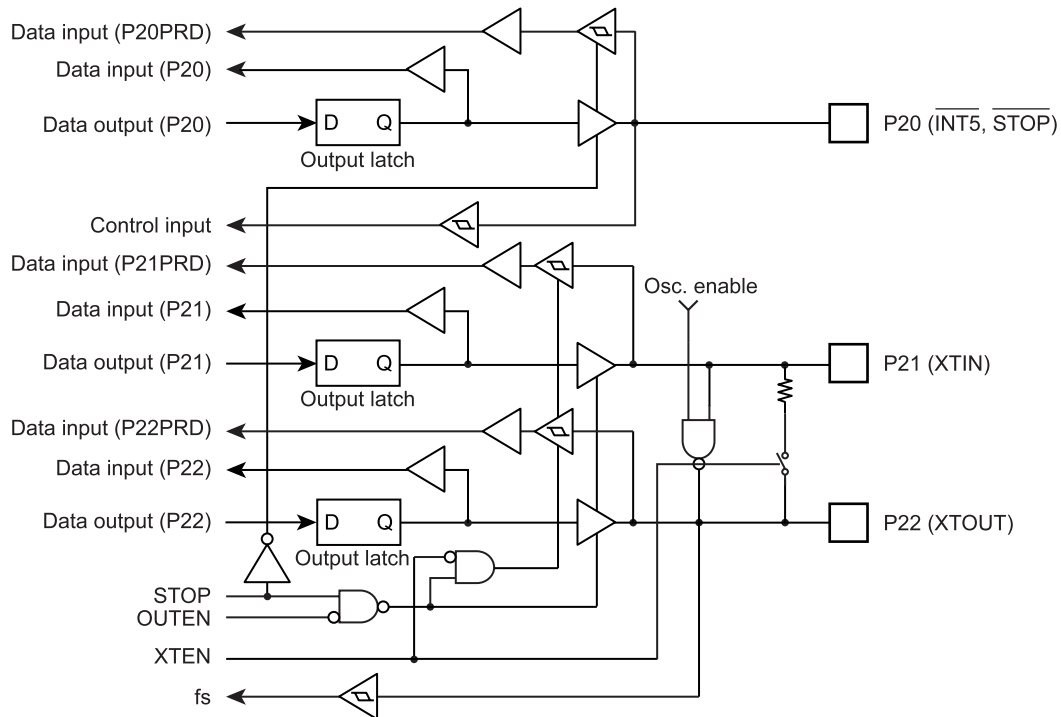 Data input (P20PRD)
Data input (P20)
Data output (P20)
D Q
Output latch
P20 (INT5, STOP)
Control input
Data input (P21PRD)
Osc. enable
Data input (P21)
Data output (P21)
D Q
Output latch
P21 (XTIN)
Data input (P22PRD)
Data input (P22)
Data output (P22)
D Q
Output latch
P22 (XTOUT)
STOP
OUTEN
XTEN
fs